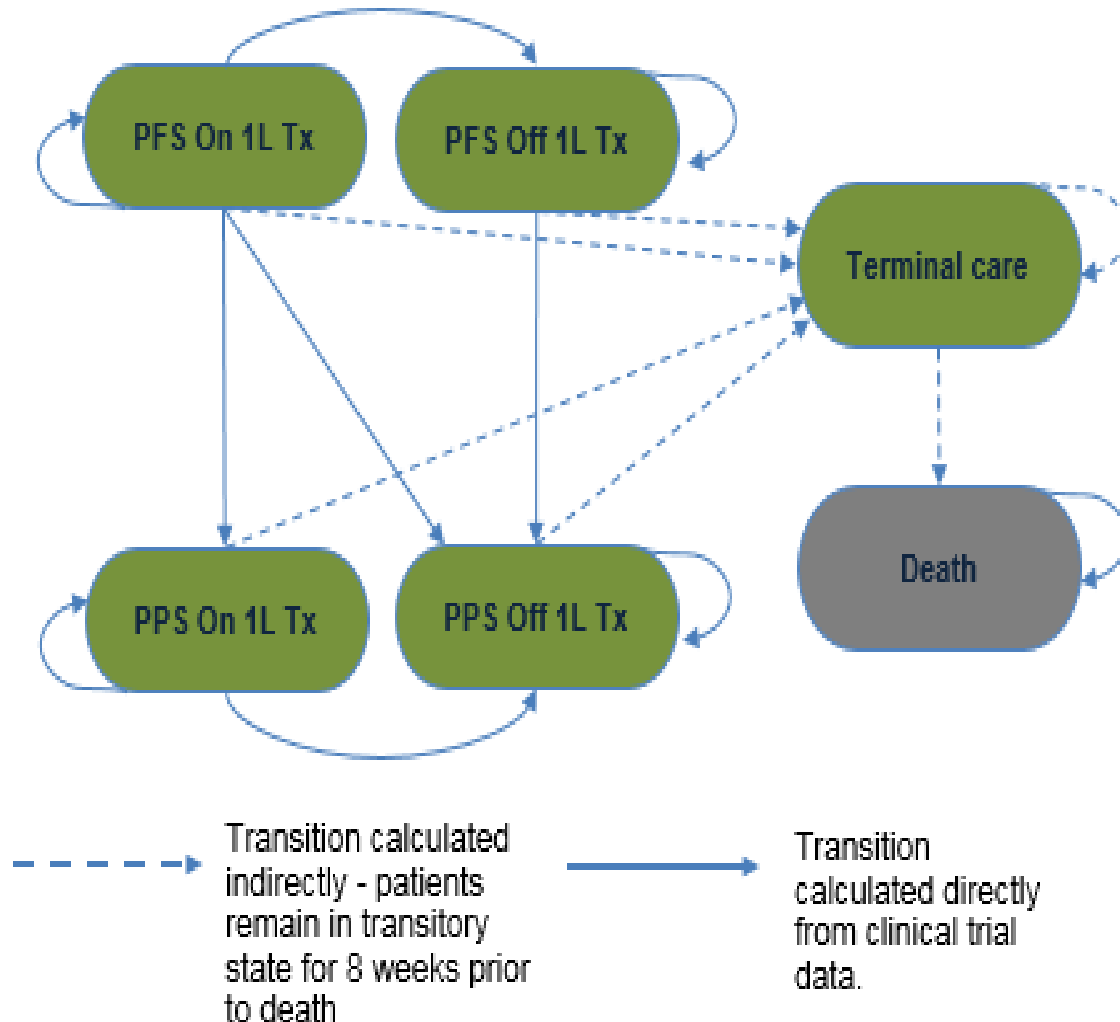 PFS On 1L Tx
PFS Off 1L Tx
Terminal care
Death
PPS On 1L Tx
PPS Off 1L Tx
Transition calculated
indirectly - patients
remain in transitory
state for 8 weeks prior
to death
Transition
calculated directly
from clinical trial
data.